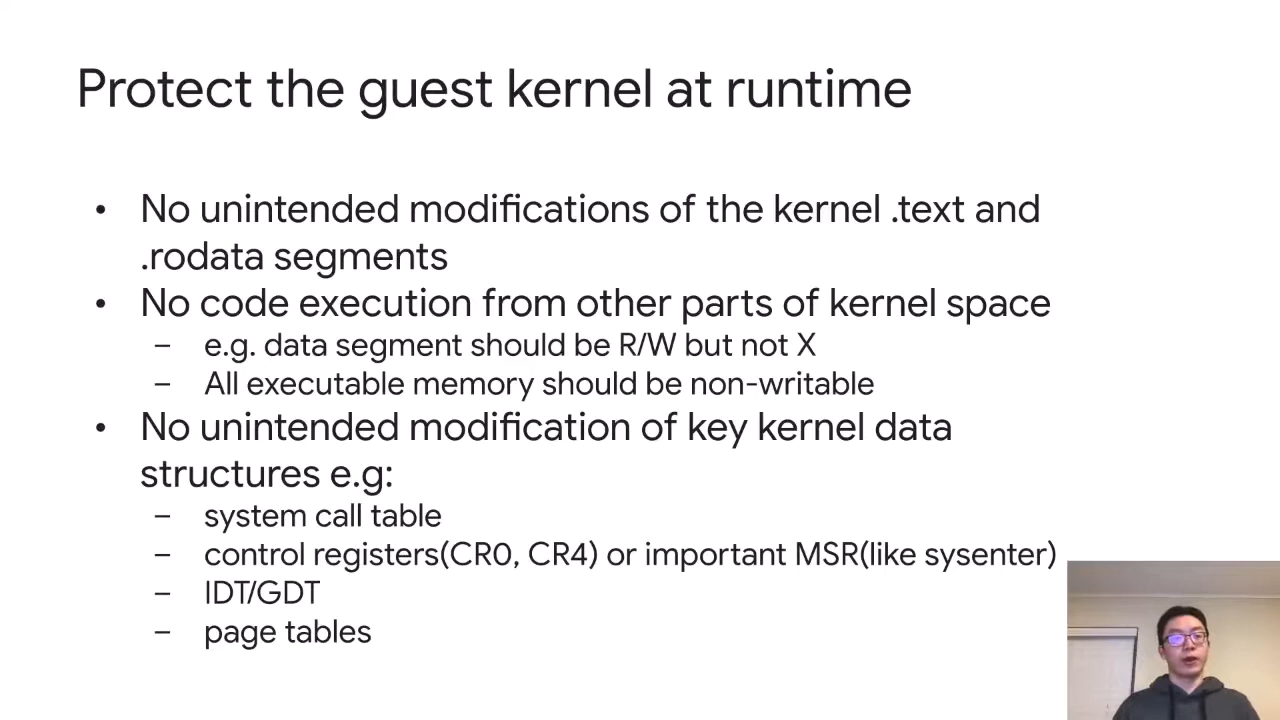 Protect the guest kernel at runtime
• No unintended modifications of the kernel .text and
.rodata segments
• No code execution from other parts of kernel space
– e.g. data segment should be R/W but not X
– All executable memory should be non-writable
• No unintended modification of key kernel data
structures e.g:
– system call table
– control registers(CR0, CR4) or important MSR(like sysenter)
– IDT/GDT
– page tables